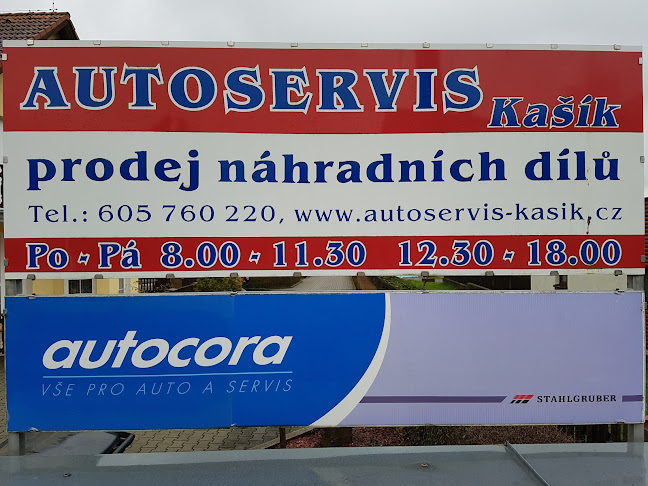 AUTOSERVIS
Kašík
prodej náhradních dílů
Tel.: 605 760 220, www.autoservis-kasik.cz
Po - Pá 8.00 - 11.30 12.30 - 18.00
autocora
VŠE PRO AUTO A SERVIS
STAHLGRUBER